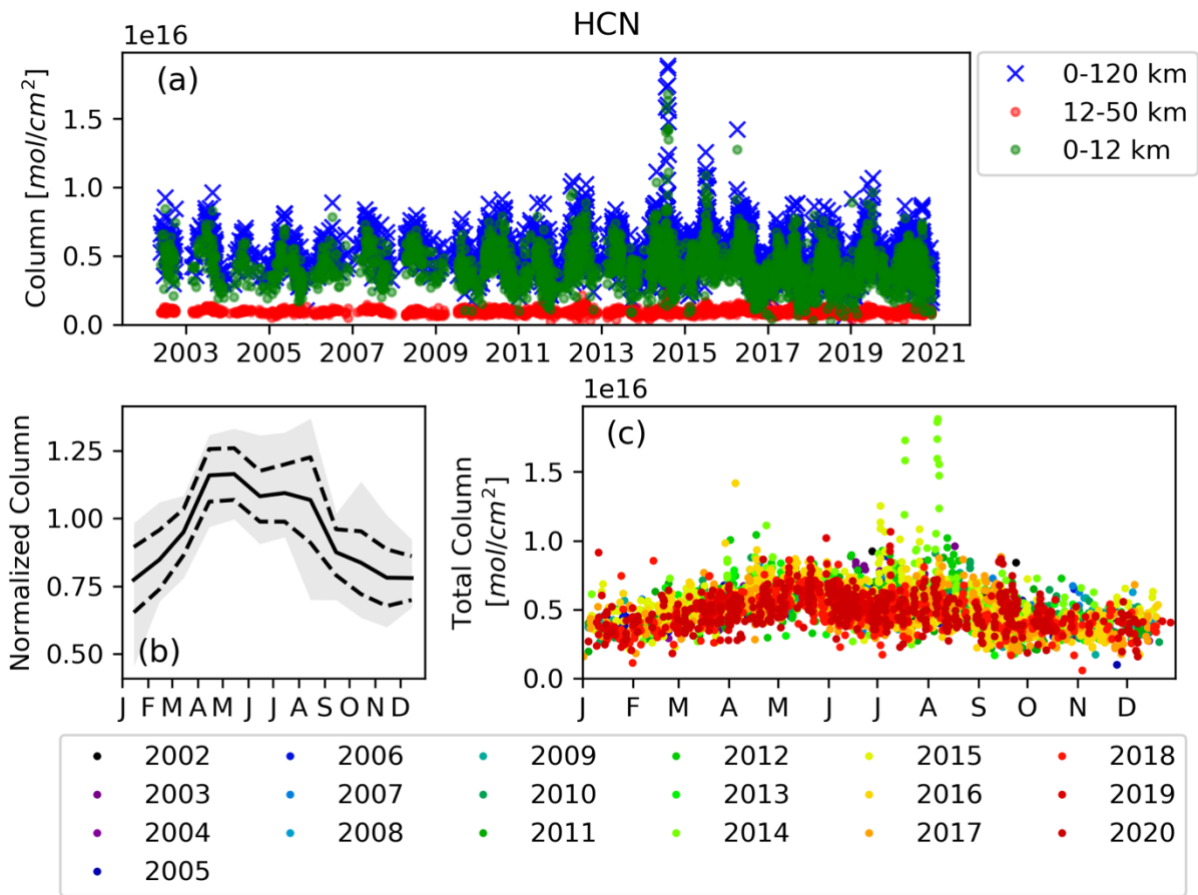 HCN
1e16
(a)
Column [mol/cm²]
1.5
1.0
0.5
0.0
2003 2005 2007 2009 2011 2013 2015 2017 2019 2021
0-120 km
12-50 km
0-12 km
Normalized Column
1.25
1.00
0.75
0.50
(b)
J F M A M J J A S O N D
1e16
(c)
Total Column
[mol/cm²]
1.5
1.0
0.5
0.0
J F M A M J J A S O N D
2002 2006 2009 2012 2015 2018
2003 2007 2010 2013 2016 2019
2004 2008 2011 2014 2017 2020
2005